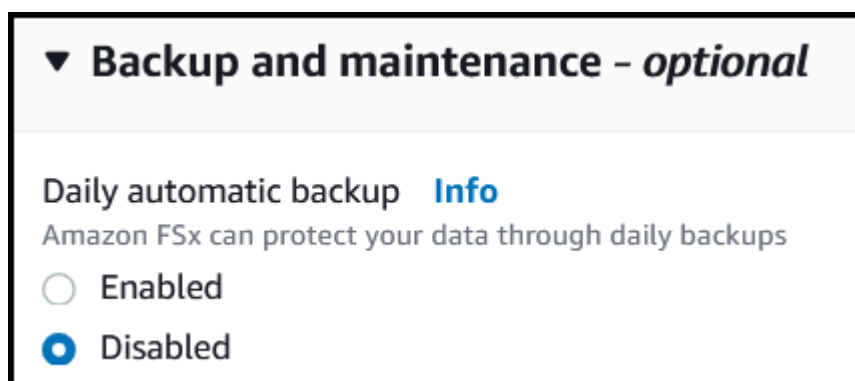 Backup and maintenance - optional
Daily automatic backup Info
Amazon FSx can protect your data through daily backups
Enabled
Disabled